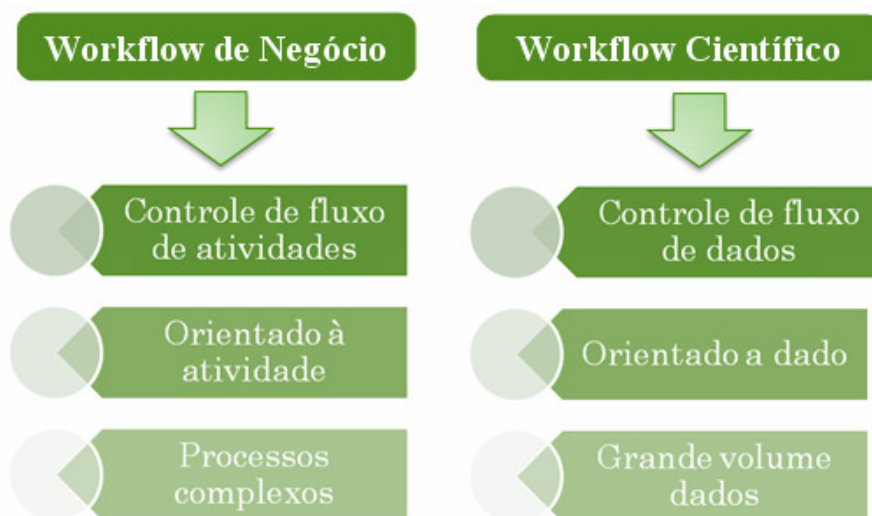 Workflow de Negócio
Controle de fluxo
de atividades
Orientado à
atividade
Processos
complexos
Workflow Científico
Controle de fluxo
de dados
Orientado a dado
Grande volume
dados